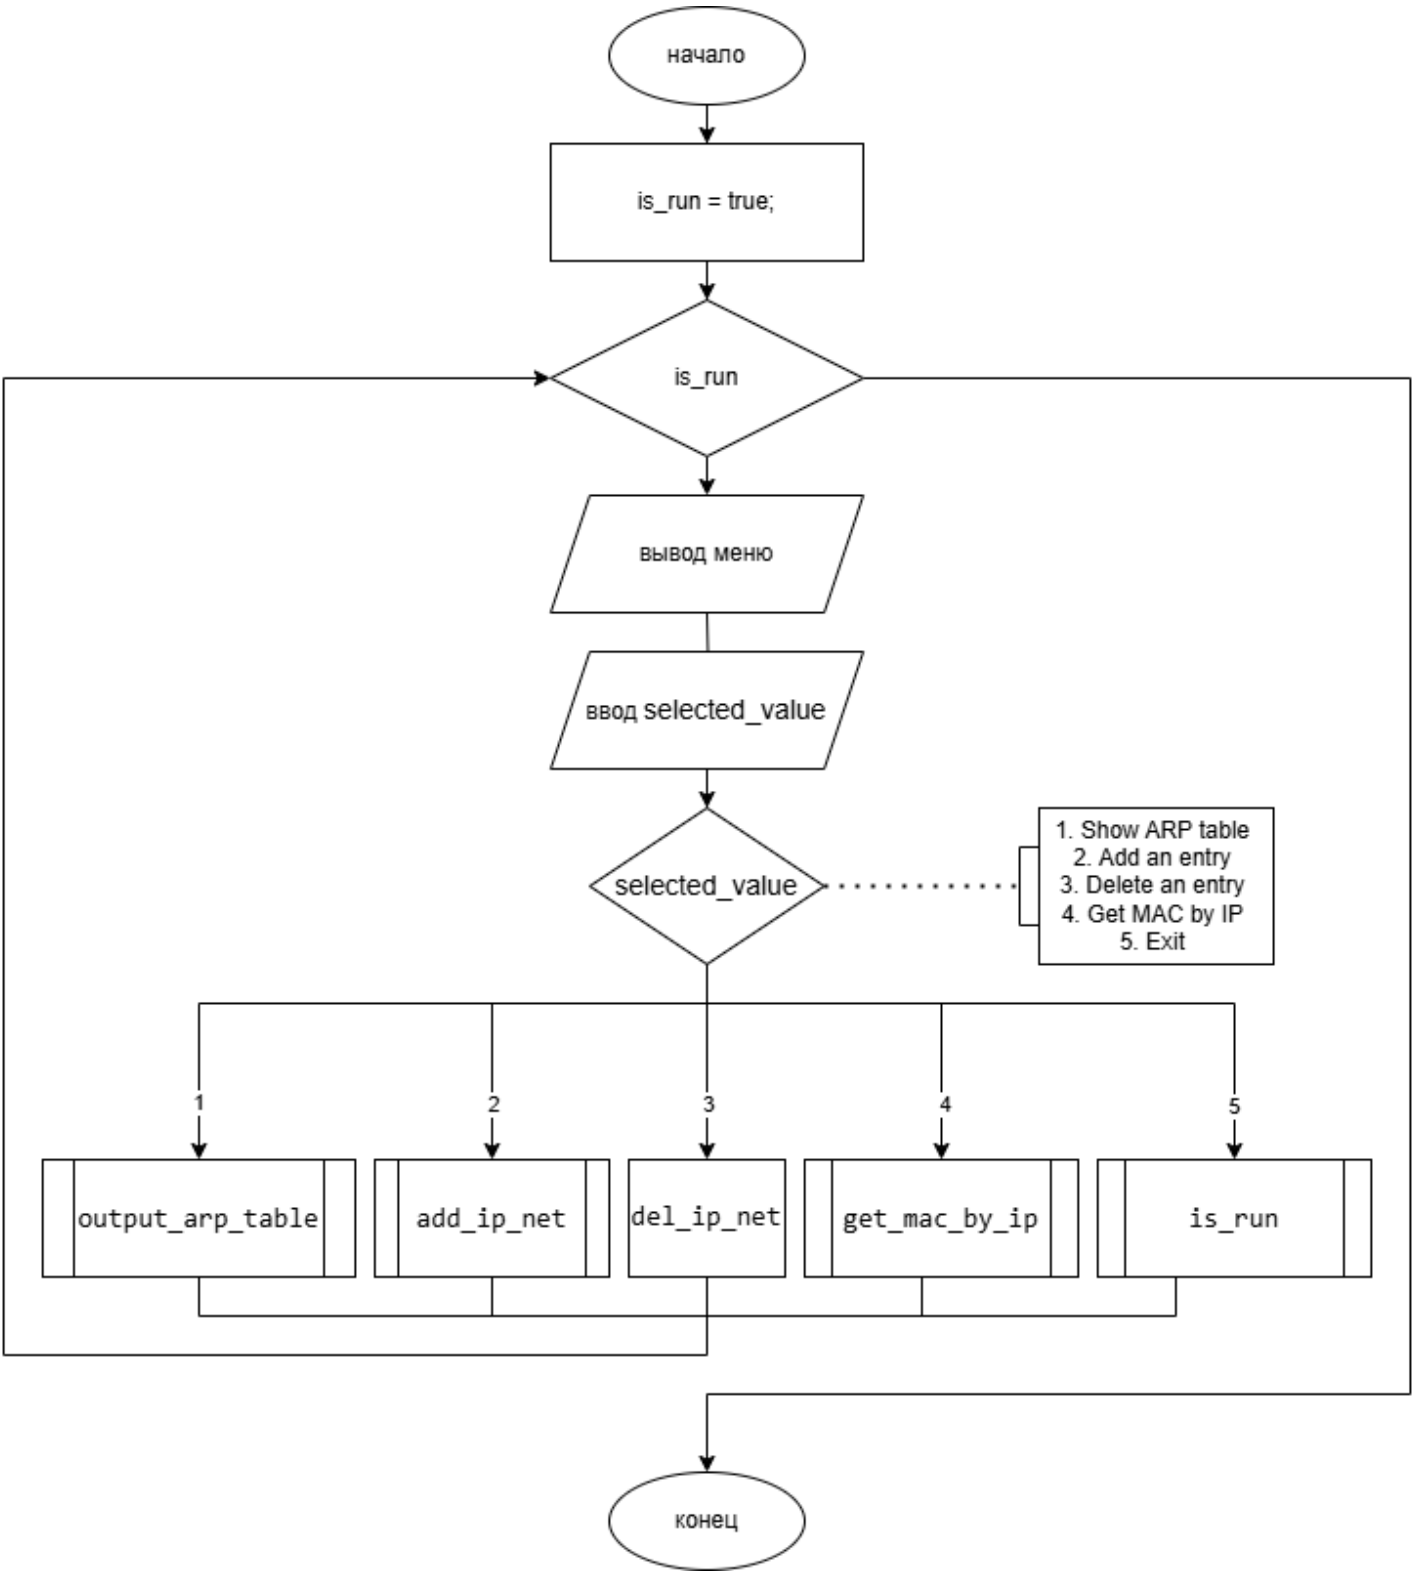 начало
is_run = true;
is_run
вывод меню
ввод selected_value
selected_value
1. Show ARP table
2. Add an entry
3. Delete an entry
4. Get MAC by IP
5. Exit
1
2
3
4
5
output_arp_table
add_ip_net
del_ip_net
get_mac_by_ip
is_run
конец